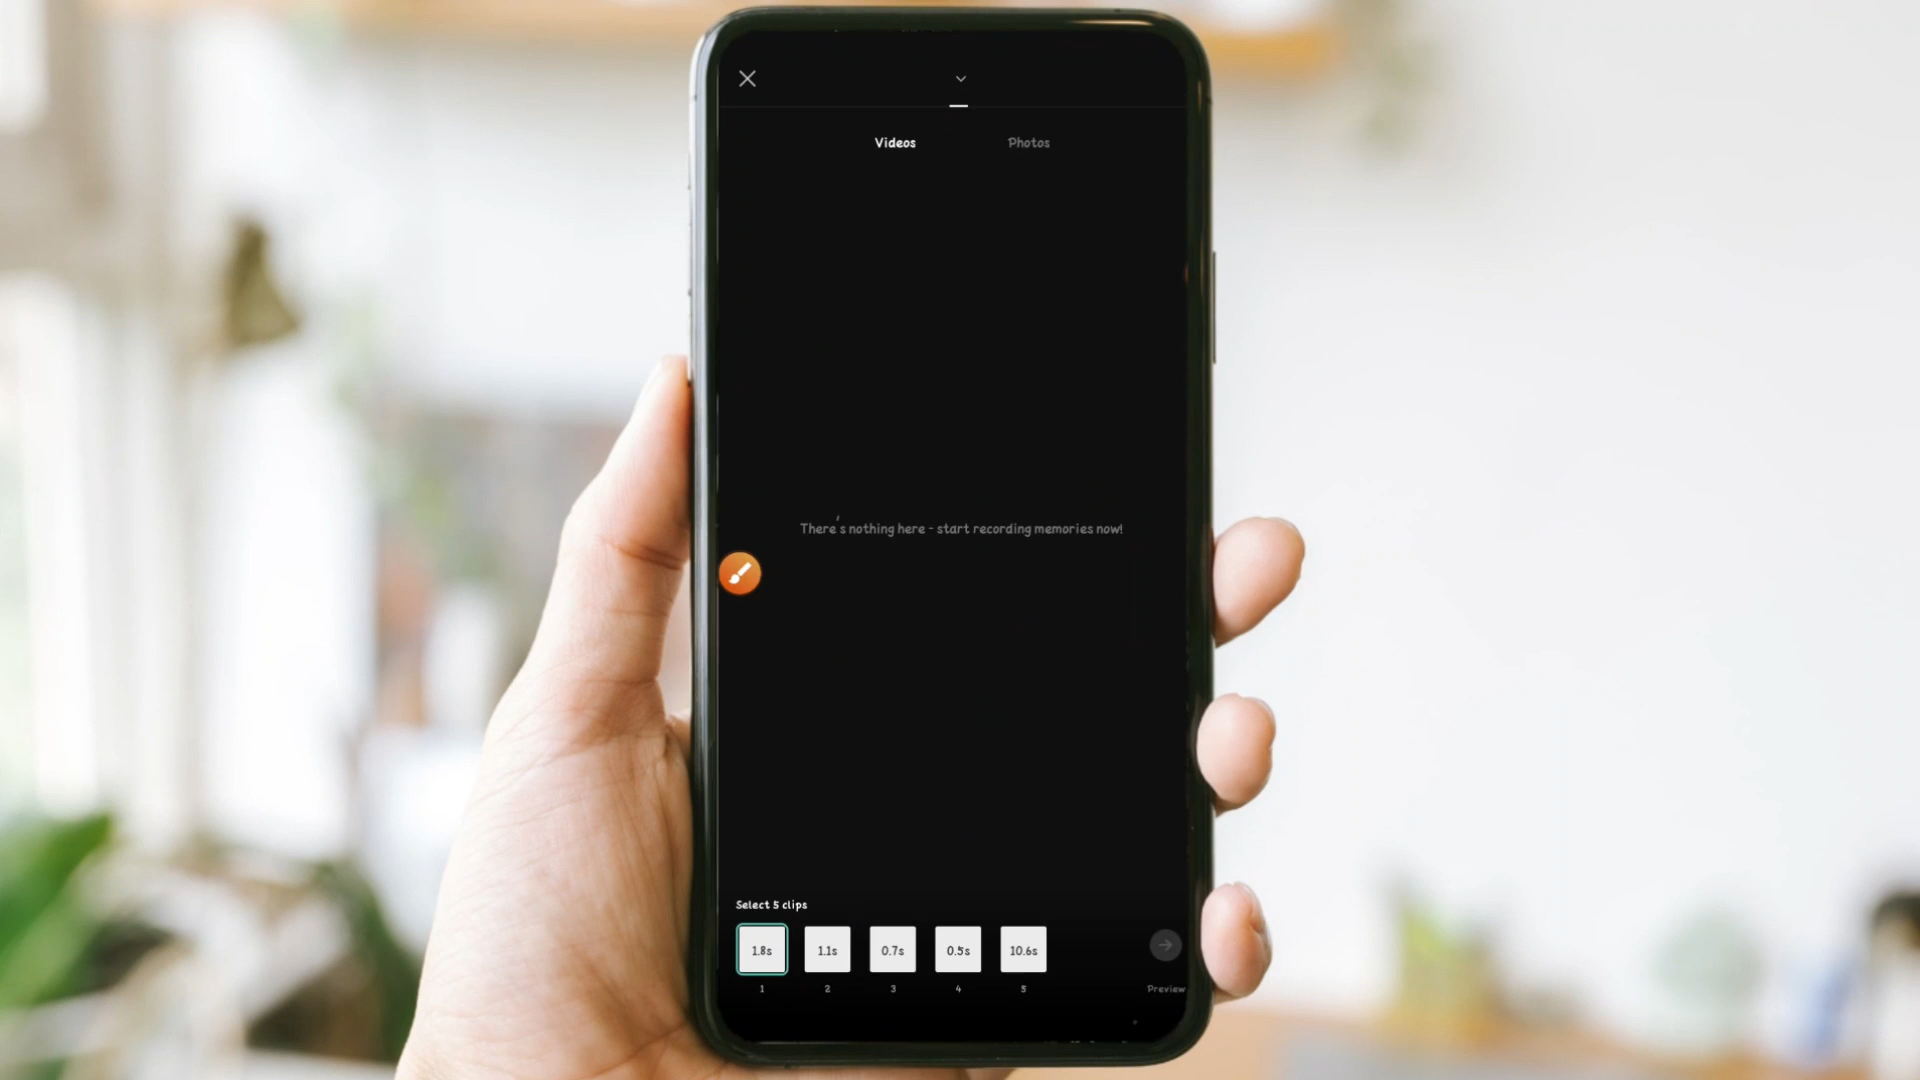 Videos Photos
There's nothing here - start recording memories now!
Select 5 clips
1.8s 1.1s 0.7s 0.5s 10.6s
1 2 3 4 5 Preview